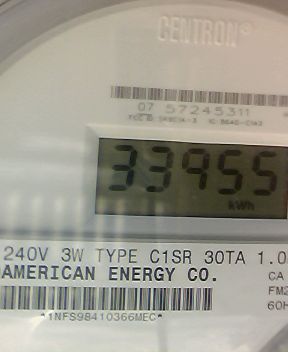 CENTRON®
07 57245311
33955
kWh
240V 3W TYPE C1SR 30TA 1.0
AMERICAN ENERGY CO.
CA
FM2
60H
*1NFS98410366MEC*